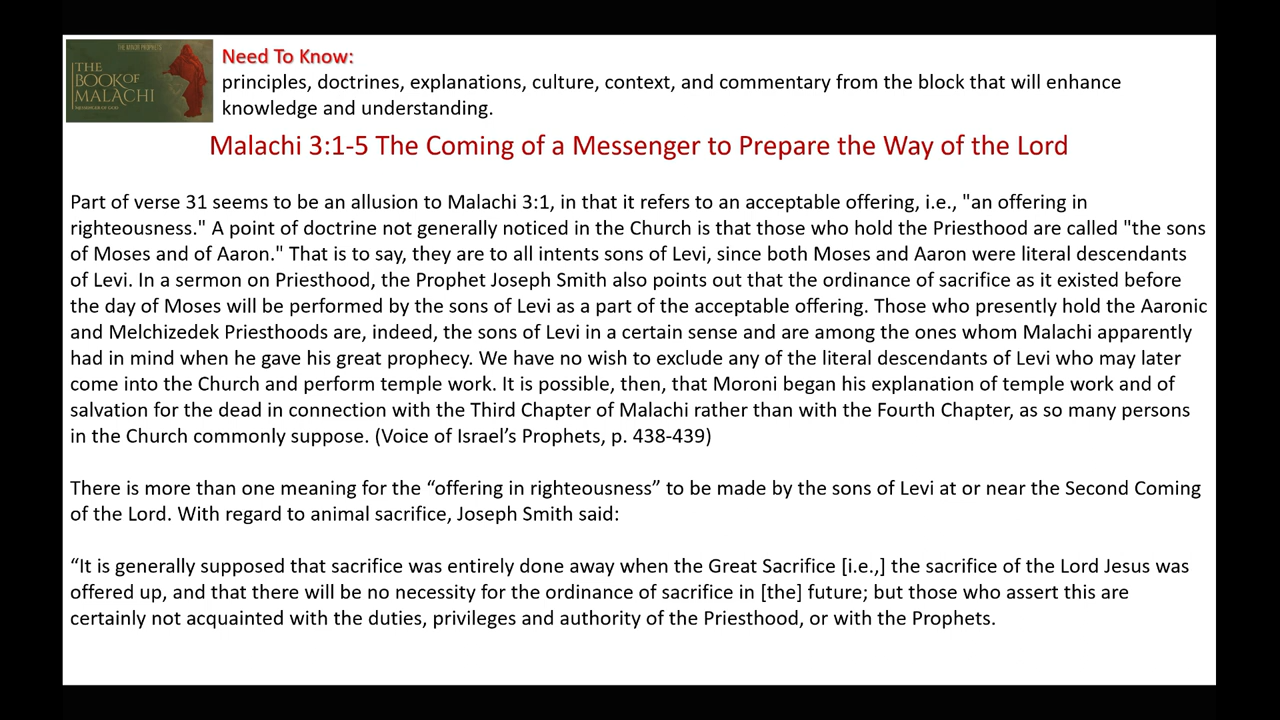 THE MINOR PROPHETS
THE
BOOK OF
MALACHI
MESSENGER OF GOD
Need To Know:
principles, doctrines, explanations, culture, context, and commentary from the block that will enhance
knowledge and understanding.
Malachi 3:1-5 The Coming of a Messenger to Prepare the Way of the Lord
Part of verse 31 seems to be an allusion to Malachi 3:1, in that it refers to an acceptable offering, i.e., "an offering in
righteousness." A point of doctrine not generally noticed in the Church is that those who hold the Priesthood are called "the sons
of Moses and of Aaron." That is to say, they are to all intents sons of Levi, since both Moses and Aaron were literal descendants
of Levi. In a sermon on Priesthood, the Prophet Joseph Smith also points out that the ordinance of sacrifice as it existed before
the day of Moses will be performed by the sons of Levi as a part of the acceptable offering. Those who presently hold the Aaronic
and Melchizedek Priesthoods are, indeed, the sons of Levi in a certain sense and are among the ones whom Malachi apparently
had in mind when he gave his great prophecy. We have no wish to exclude any of the literal descendants of Levi who may later
come into the Church and perform temple work. It is possible, then, that Moroni began his explanation of temple work and of
salvation for the dead in connection with the Third Chapter of Malachi rather than with the Fourth Chapter, as so many persons
in the Church commonly suppose. (Voice of Israel’s Prophets, p. 438-439)
There is more than one meaning for the “offering in righteousness” to be made by the sons of Levi at or near the Second Coming
of the Lord. With regard to animal sacrifice, Joseph Smith said:
“It is generally supposed that sacrifice was entirely done away when the Great Sacrifice [i.e.,] the sacrifice of the Lord Jesus was
offered up, and that there will be no necessity for the ordinance of sacrifice in [the] future; but those who assert this are
certainly not acquainted with the duties, privileges and authority of the Priesthood, or with the Prophets.